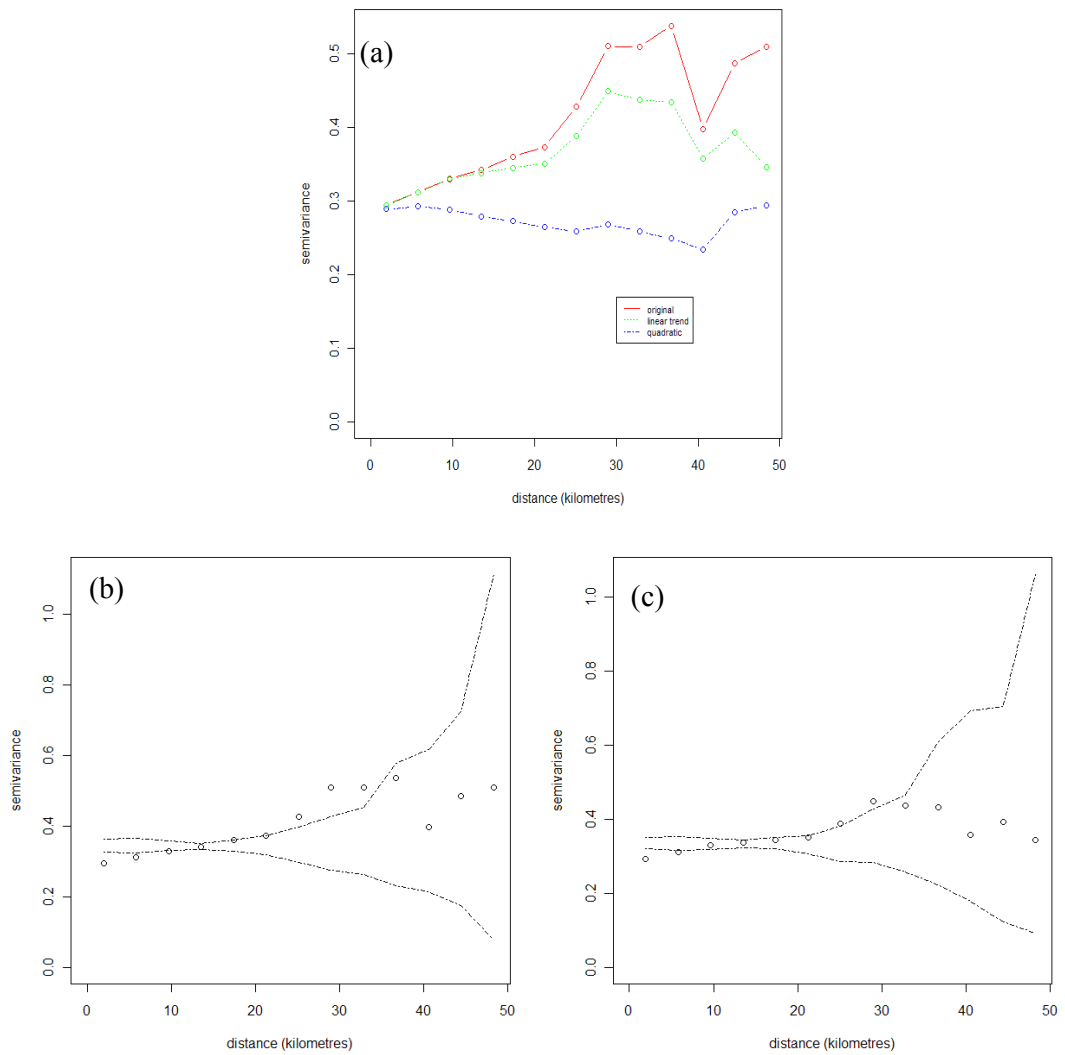 (a)
semivariance
0.5
0.4
0.3
0.2
0.1
0.0
original
linear trend
quadratic
0 10 20 30 40 50
distance (kilometres)
(b)
semivariance
1.0
0.8
0.6
0.4
0.2
0.0
0 10 20 30 40 50
distance (kilometres)
(c)
semivariance
1.0
0.8
0.6
0.4
0.2
0.0
0 10 20 30 40 50
distance (kilometres)